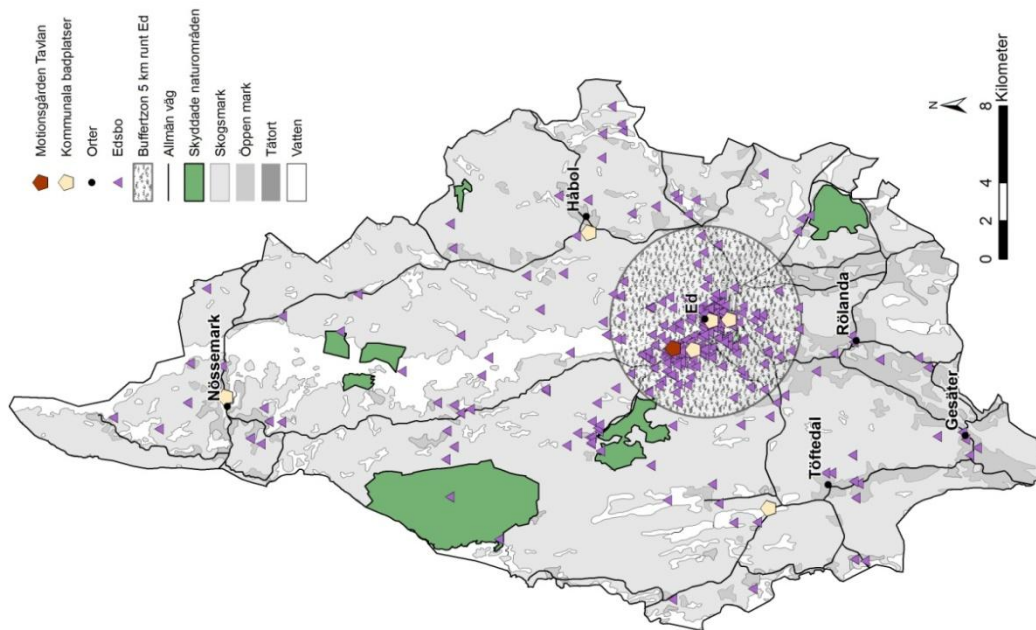 Motionsgården Tavlan
Kommunala badplatser
Orter
Edsbo
Buffertzon 5 km runt Ed
Allmän väg
Skyddade naturområden
Skogsmark
Öppen mark
Tätort
Vatten
Nössemark
Håbol
Ed
Rölanda
Töftedal
Gesäter
N
0 2 4 8
Kilometer